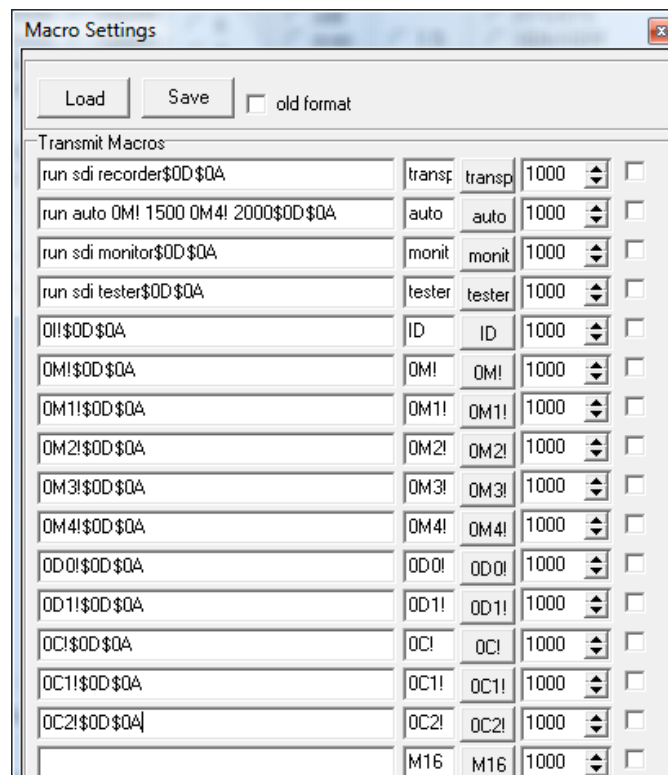 Macro Settings
Load Save old format
Transmit Macros
run sdi recorder$0D$0A transp transp 1000
run auto 0M! 1500 0M4! 2000$0D$0A auto auto 1000
run sdi monitor$0D$0A monit monit 1000
run sdi tester$0D$0A tester tester 1000
0I!$0D$0A ID ID 1000
0M!$0D$0A 0M! 0M! 1000
0M1!$0D$0A 0M1! 0M1! 1000
0M2!$0D$0A 0M2! 0M2! 1000
0M3!$0D$0A 0M3! 0M3! 1000
0M4!$0D$0A 0M4! 0M4! 1000
0D0!$0D$0A 0D0! 0D0! 1000
0D1!$0D$0A 0D1! 0D1! 1000
0C!$0D$0A 0C! 0C! 1000
0C1!$0D$0A 0C1! 0C1! 1000
0C2!$0D$0A 0C2! 0C2! 1000
M16 M16 1000